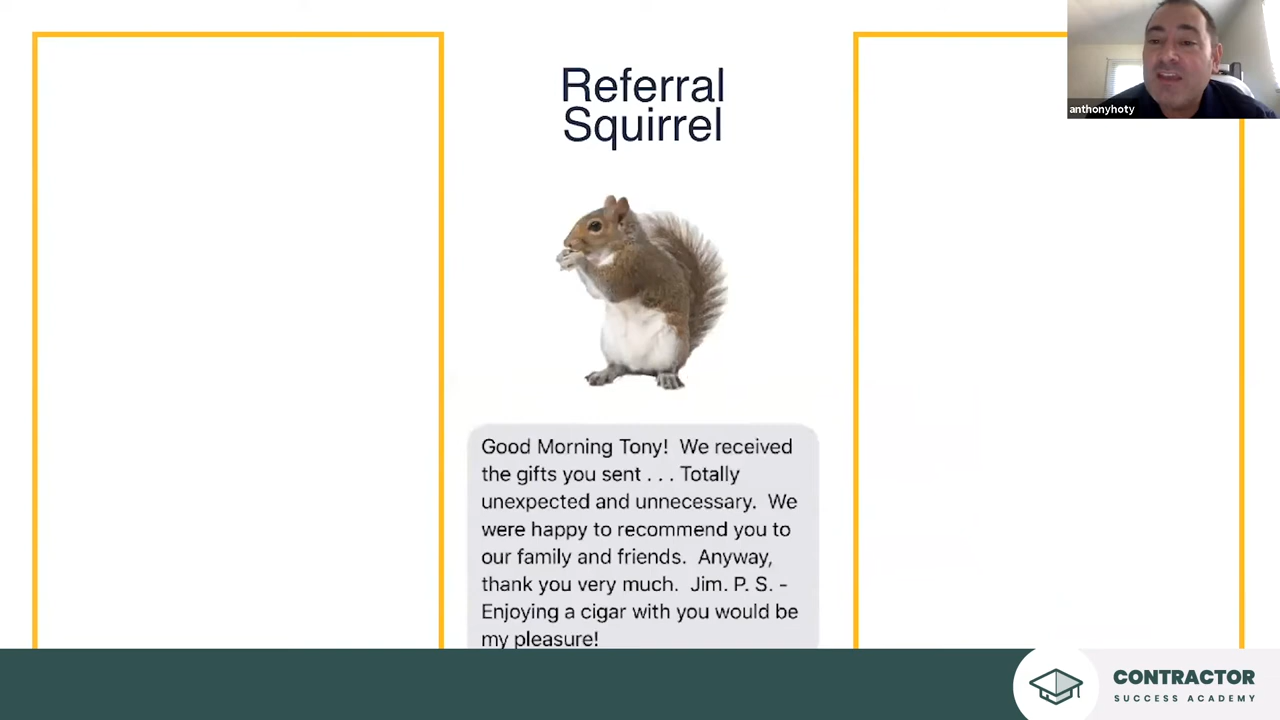 Referral
Squirrel
anthonyhoty
Good Morning Tony!  We received
the gifts you sent . . . Totally
unexpected and unnecessary.  We
were happy to recommend you to
our family and friends.  Anyway,
thank you very much.  Jim. P. S. -
Enjoying a cigar with you would be
my pleasure!
CONTRACTOR
SUCCESS ACADEMY